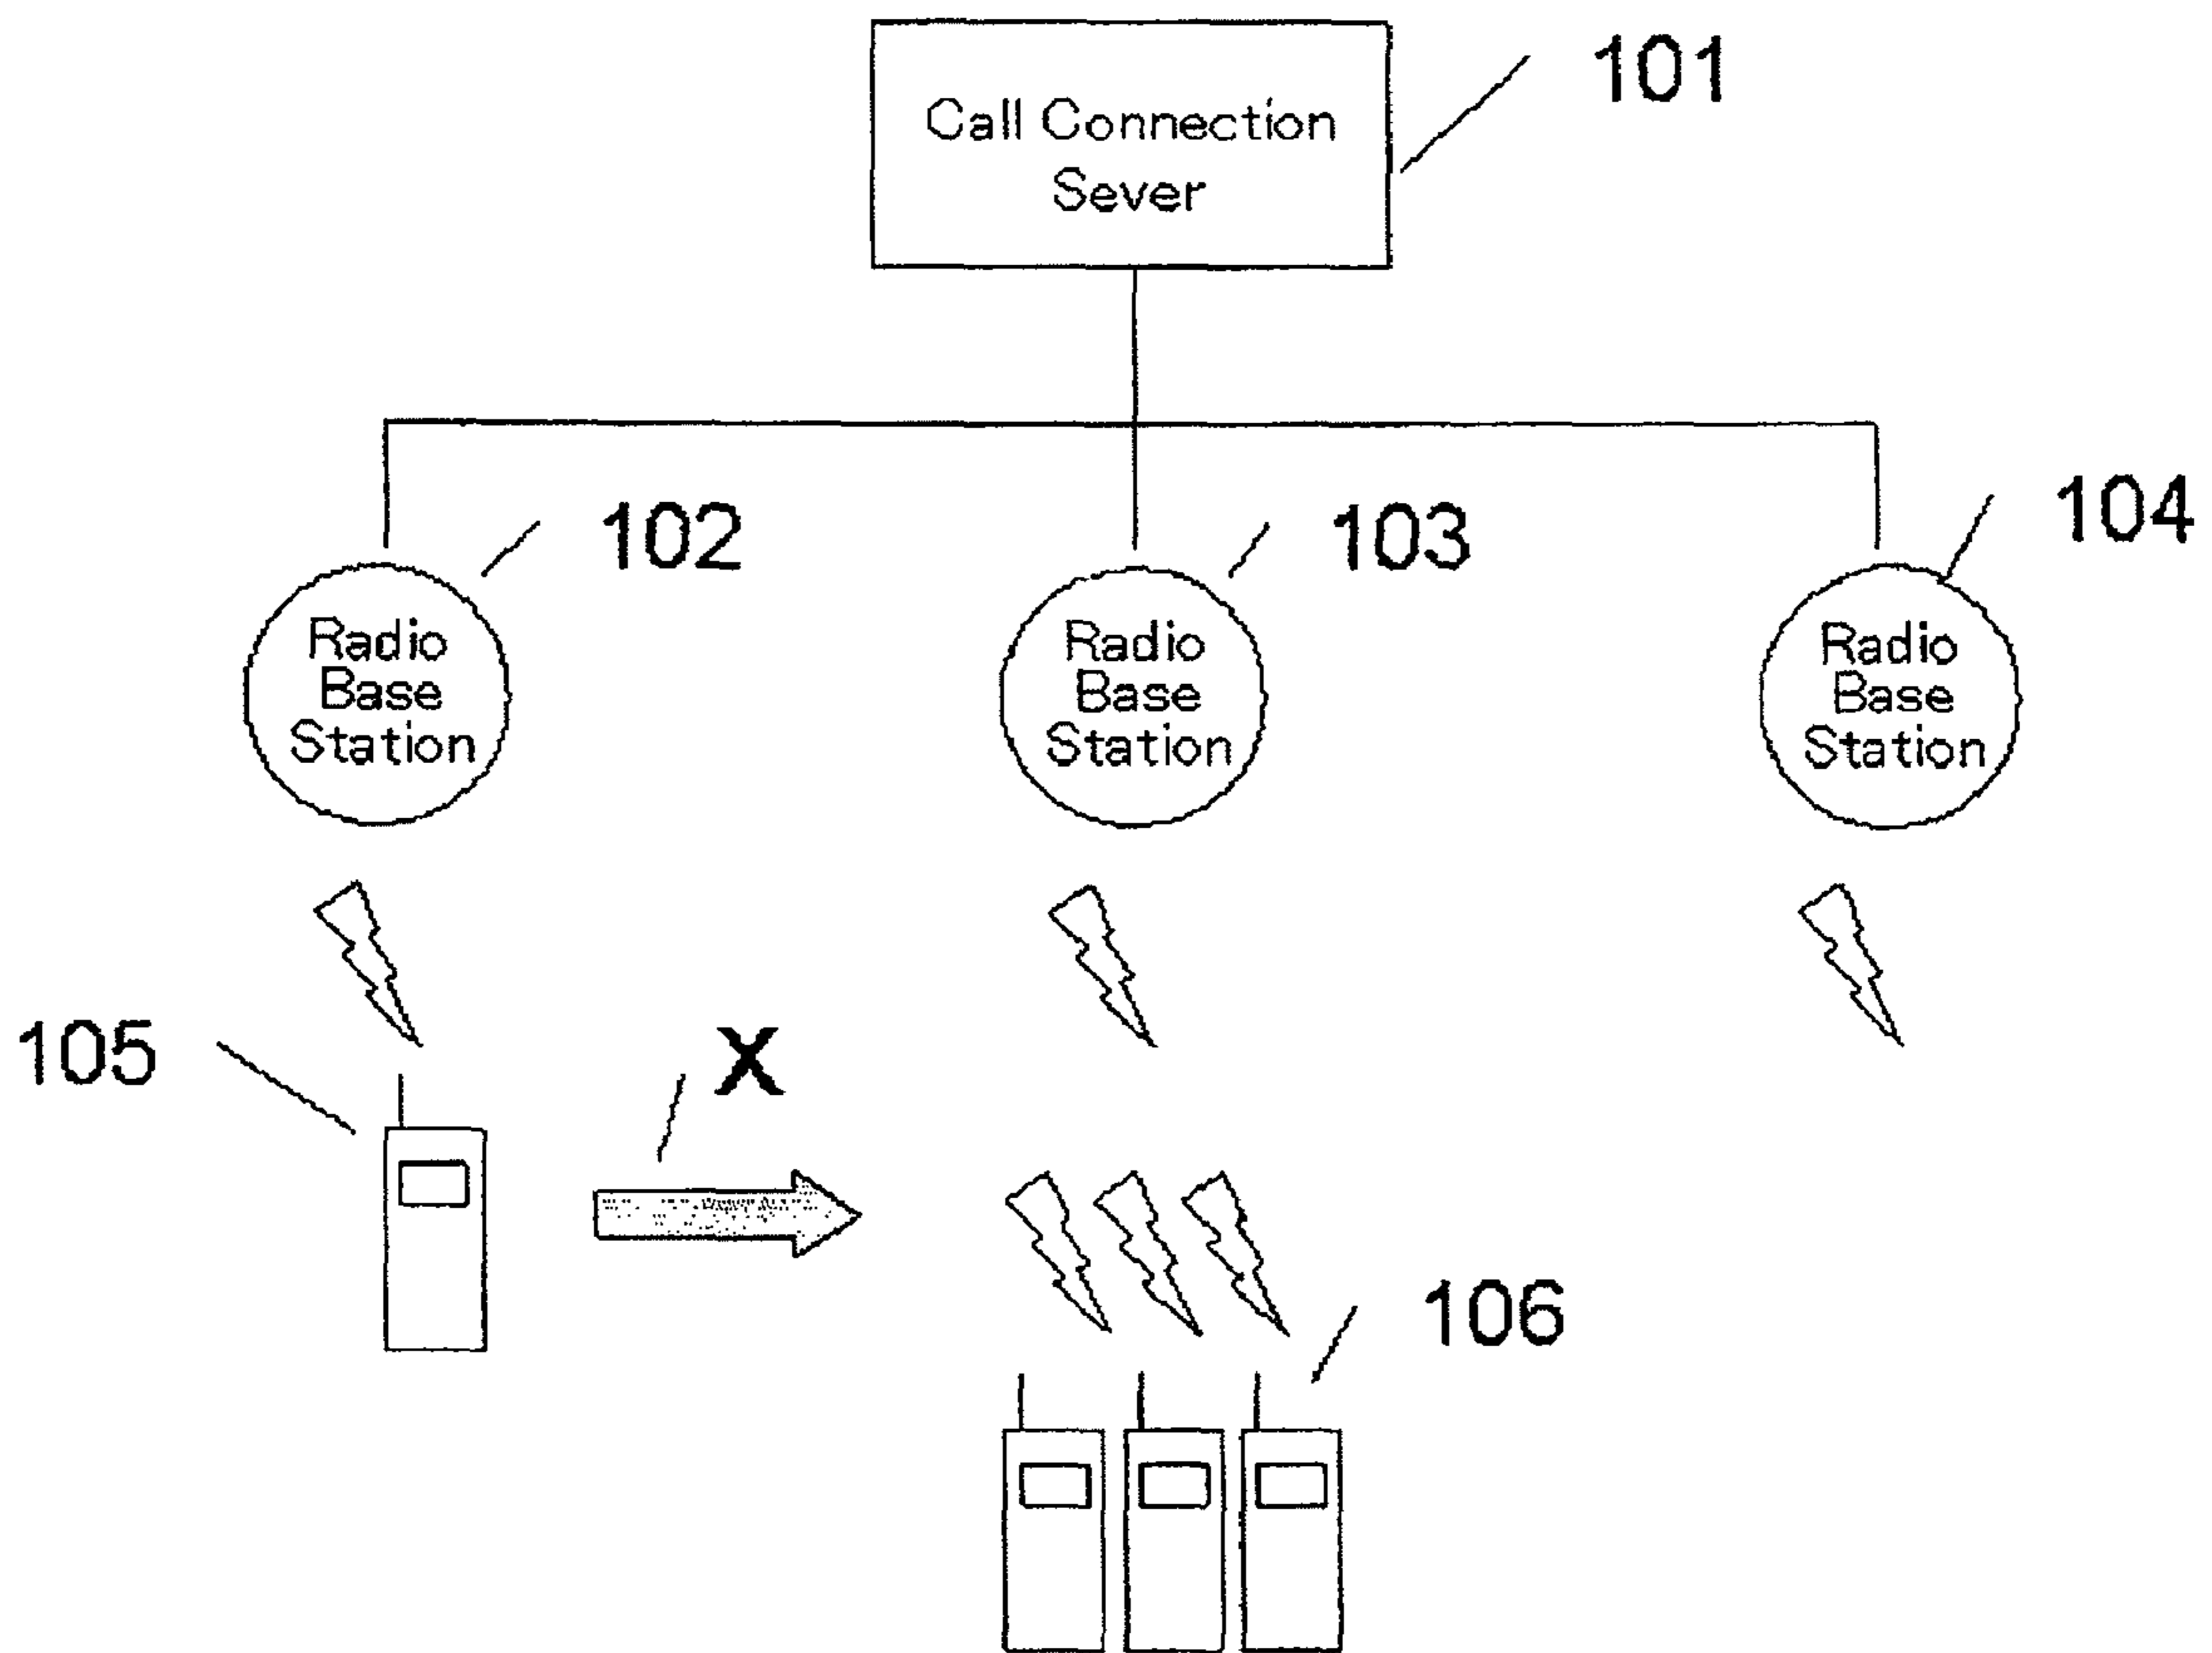 101
Call Connection
Sever
102
103
104
Radio
Base
Station
Radio
Base
Station
Radio
Base
Station
105
X
106